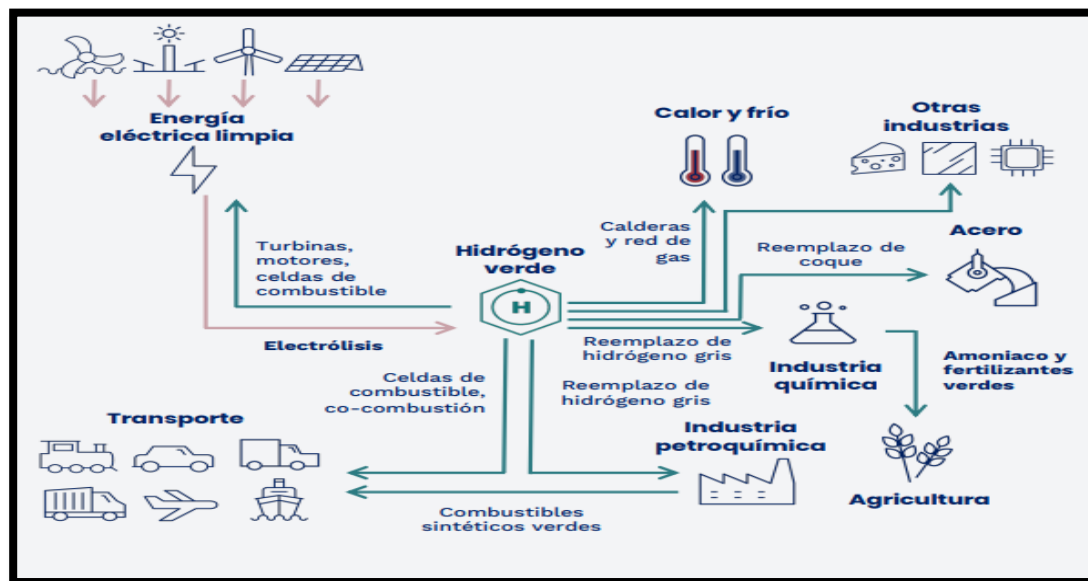 Energía
eléctrica limpia
Calor y frío
Otras
industrias
Turbinas,
motores,
celdas de
combustible
Hidrógeno
verde
H
Calderas
y red de
gas
Reemplazo de
coque
Acero
Electrólisis
Reemplazo de
hidrógeno gris
Industria
química
Amoniaco y
fertilizantes
verdes
Celdas de
combustible,
co-combustión
Reemplazo de
hidrógeno gris
Transporte
Industria
petroquímica
Agricultura
Combustibles
sintéticos verdes